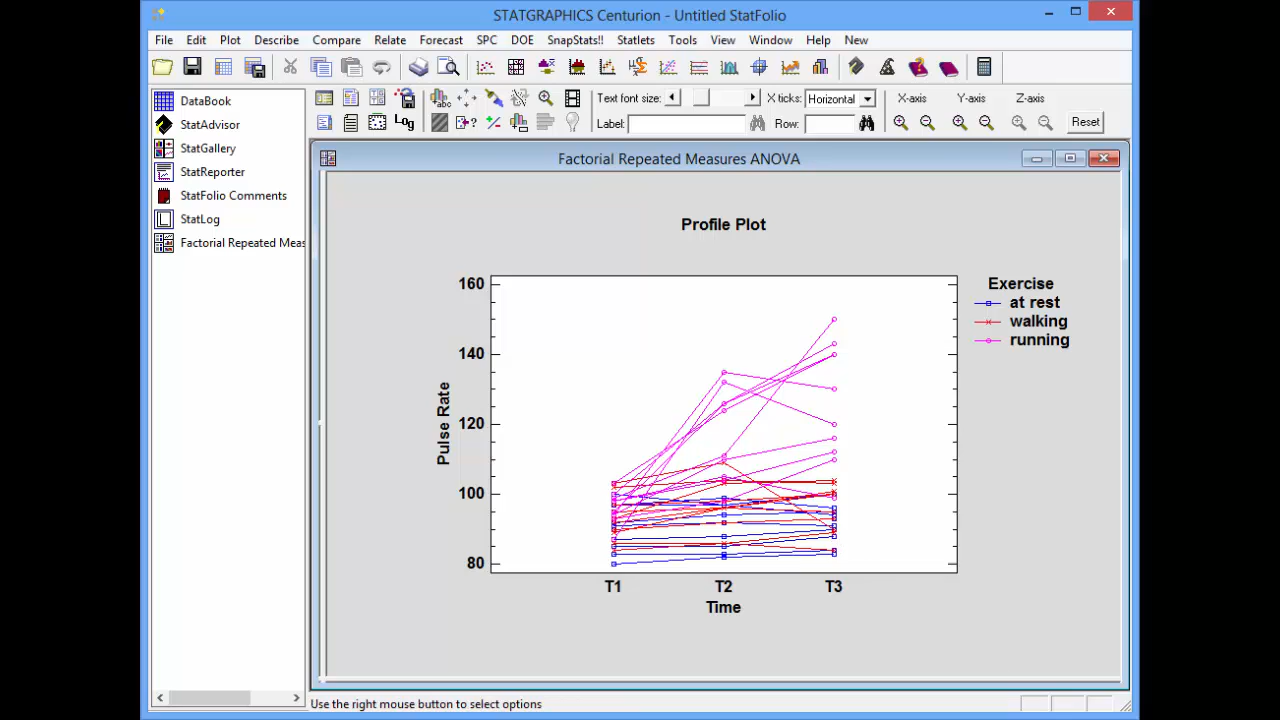 STATGRAPHICS Centurion - Untitled StatFolio
File Edit Plot Describe Compare Relate Forecast SPC DOE SnapStats!! Statlets Tools View Window Help New
Text font size: X ticks: Horizontal X-axis Y-axis Z-axis
Log Label: Row: Reset
DataBook
StatAdvisor
StatGallery
StatReporter
StatFolio Comments
StatLog
Factorial Repeated Meas
Factorial Repeated Measures ANOVA
Profile Plot
Exercise
at rest
walking
running
160
140
120
100
80
Pulse Rate
T1 T2 T3
Time
Use the right mouse button to select options